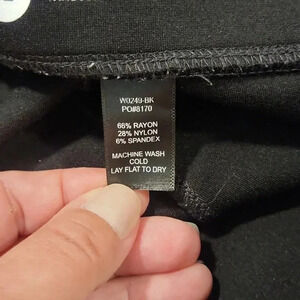 W0249-BK
PO#8170
66% RAYON
28% NYLON
6% SPANDEX
MACHINE WASH
COLD
LAY FLAT TO DRY